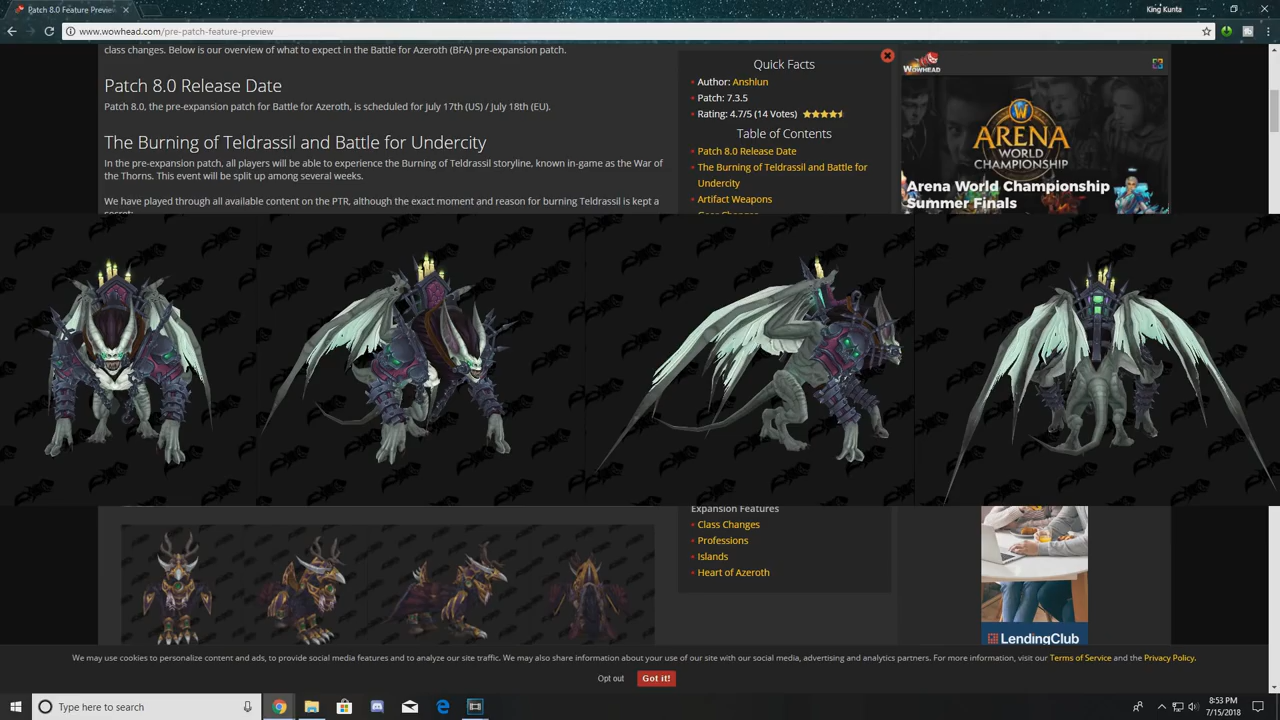 Patch 8.0 Feature Preview
King Kunta
www.wowhead.com/pre-patch-feature-preview
class changes. Below is our overview of what to expect in the Battle for Azeroth (BFA) pre-expansion patch.
Patch 8.0 Release Date
Patch 8.0, the pre-expansion patch for Battle for Azeroth, is scheduled for July 17th (US) / July 18th (EU).
The Burning of Teldrassil and Battle for Undercity
In the pre-expansion patch, all players will be able to experience the Burning of Teldrassil storyline, known in-game as the War of
the Thorns. This event will be split up among several weeks.
We have played through all available content on the PTR, although the exact moment and reason for burning Teldrassil is kept a
secret:
Quick Facts
Author: Anshlun
Patch: 7.3.5
Rating: 4.7/5 (14 Votes)
Table of Contents
Patch 8.0 Release Date
The Burning of Teldrassil and Battle for
Undercity
Artifact Weapons
Expansion Features
Class Changes
Professions
Islands
Heart of Azeroth
WOWHEAD
W
ARENA
WORLD
CHAMPIONSHIP
Arena World Championship
Summer Finals
LendingClub
We may use cookies to personalize content and ads, to provide social media features and to analyze our site traffic. We may also share information about your use of our site with our social media, advertising and analytics partners. For more information, visit our Terms of Service and the Privacy Policy.
Opt out
Got it!
Type here to search
8:53 PM
7/15/2018